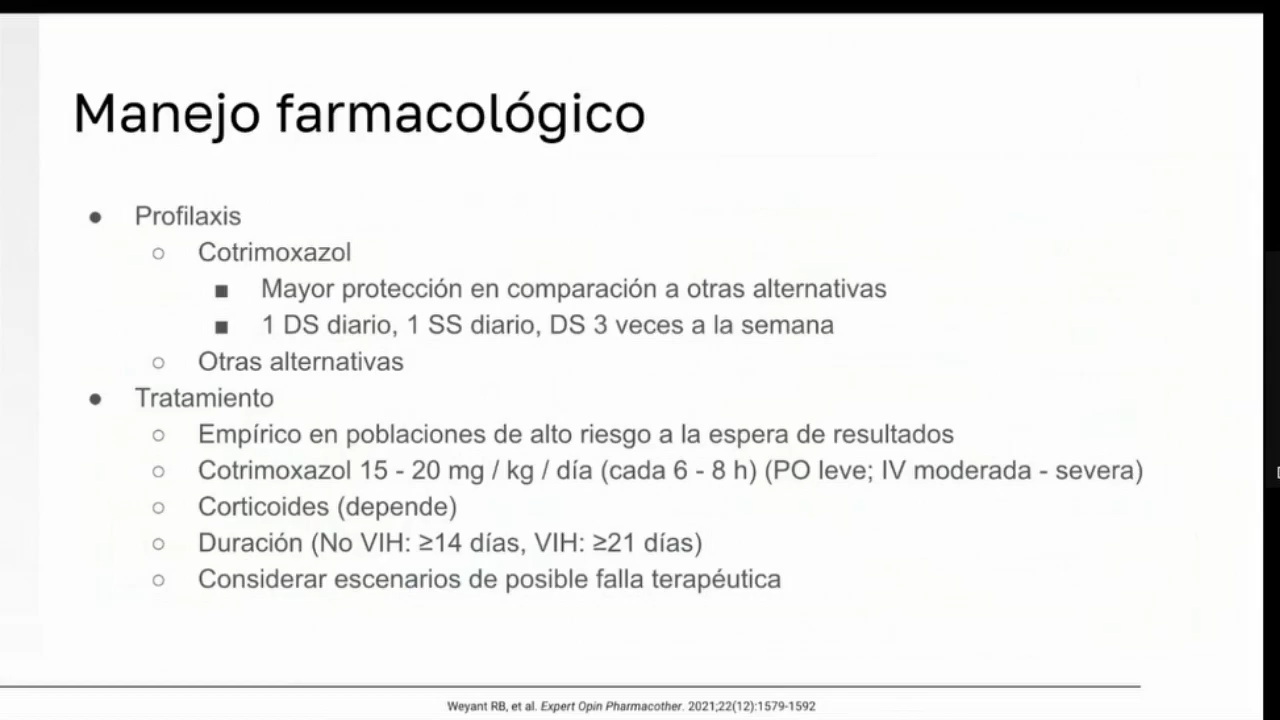 Manejo farmacológico
● Profilaxis
○ Cotrimoxazol
■ Mayor protección en comparación a otras alternativas
■ 1 DS diario, 1 SS diario, DS 3 veces a la semana
○ Otras alternativas
● Tratamiento
○ Empírico en poblaciones de alto riesgo a la espera de resultados
○ Cotrimoxazol 15 - 20 mg / kg / día (cada 6 - 8 h) (PO leve; IV moderada - severa)
○ Corticoides (depende)
○ Duración (No VIH: ≥14 días, VIH: ≥21 días)
○ Considerar escenarios de posible falla terapéutica
Weyant RB, et al. Expert Opin Pharmacother. 2021;22(12):1579-1592